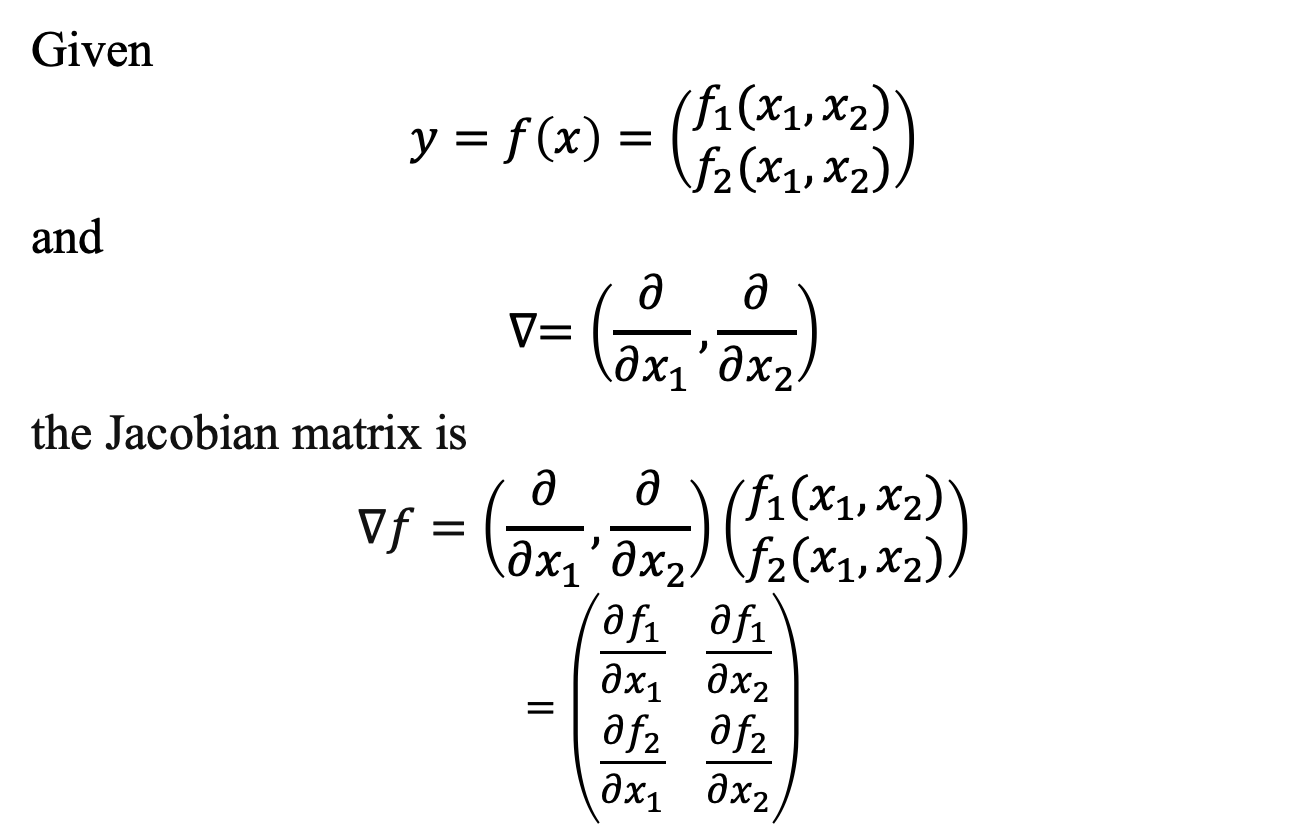 Given
y = f(x) = (f₁(x₁, x₂)
f₂(x₁, x₂))
and
∇= (∂/∂x₁, ∂/∂x₂)
the Jacobian matrix is
∇f = (∂/∂x₁, ∂/∂x₂) (f₁(x₁, x₂)
f₂(x₁, x₂))
= (∂f₁/∂x₁ ∂f₁/∂x₂
∂f₂/∂x₁ ∂f₂/∂x₂)